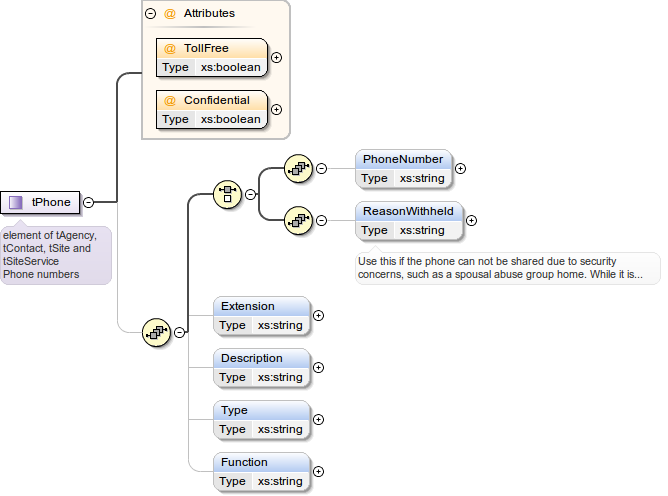 @ Attributes
@ TollFree
Type xs:boolean
@ Confidential
Type xs:boolean
tPhone
element of tAgency,
tContact, tSite and
tSiteService
Phone numbers
PhoneNumber
Type xs:string
ReasonWithheld
Type xs:string
Use this if the phone can not be shared due to security
concerns, such as a spousal abuse group home. While it is...
Extension
Type xs:string
Description
Type xs:string
Type
Type xs:string
Function
Type xs:string